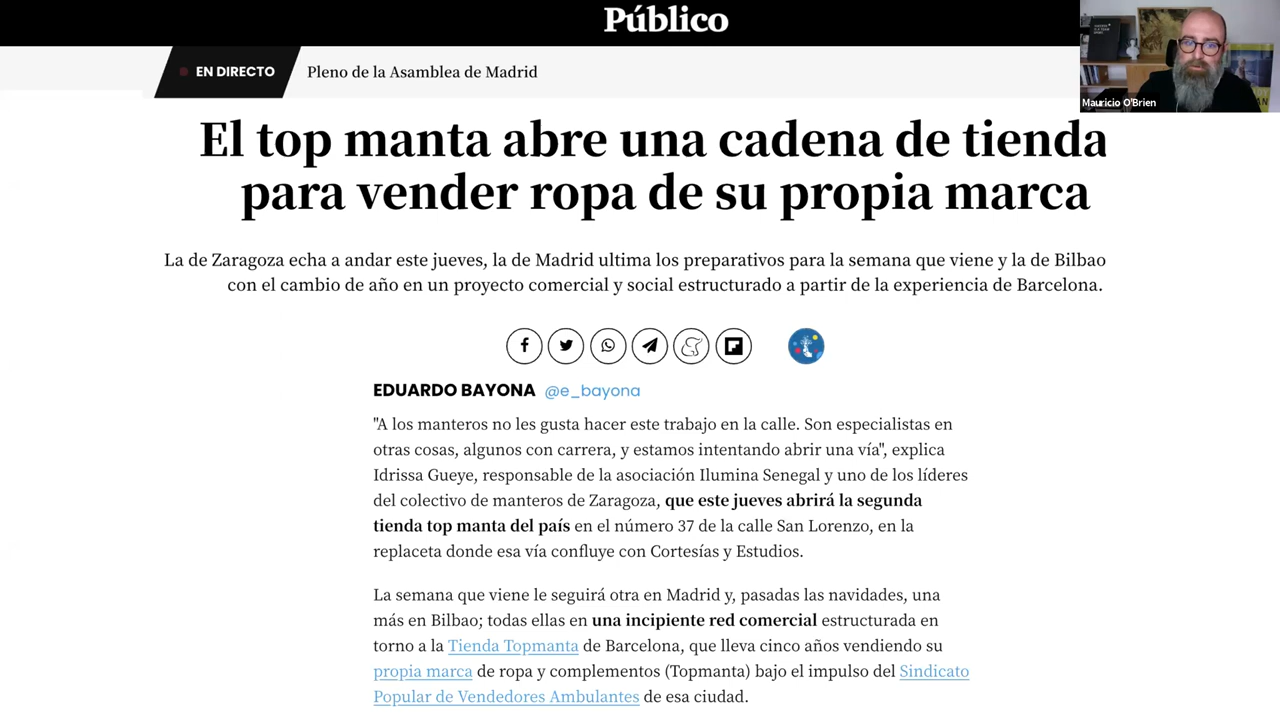 Público
EN DIRECTO
Pleno de la Asamblea de Madrid
Mauricio O'Brien
El top manta abre una cadena de tienda
para vender ropa de su propia marca
La de Zaragoza echa a andar este jueves, la de Madrid ultima los preparativos para la semana que viene y la de Bilbao
con el cambio de año en un proyecto comercial y social estructurado a partir de la experiencia de Barcelona.
EDUARDO BAYONA @e_bayona
"A los manteros no les gusta hacer este trabajo en la calle. Son especialistas en
otras cosas, algunos con carrera, y estamos intentando abrir una vía", explica
Idrissa Gueye, responsable de la asociación Ilumina Senegal y uno de los líderes
del colectivo de manteros de Zaragoza, que este jueves abrirá la segunda
tienda top manta del país en el número 37 de la calle San Lorenzo, en la
replaceta donde esa vía confluye con Cortesías y Estudios.
La semana que viene le seguirá otra en Madrid y, pasadas las navidades, una
más en Bilbao; todas ellas en una incipiente red comercial estructurada en
torno a la Tienda Topmanta de Barcelona, que lleva cinco años vendiendo su
propia marca de ropa y complementos (Topmanta) bajo el impulso del Sindicato
Popular de Vendedores Ambulantes de esa ciudad.